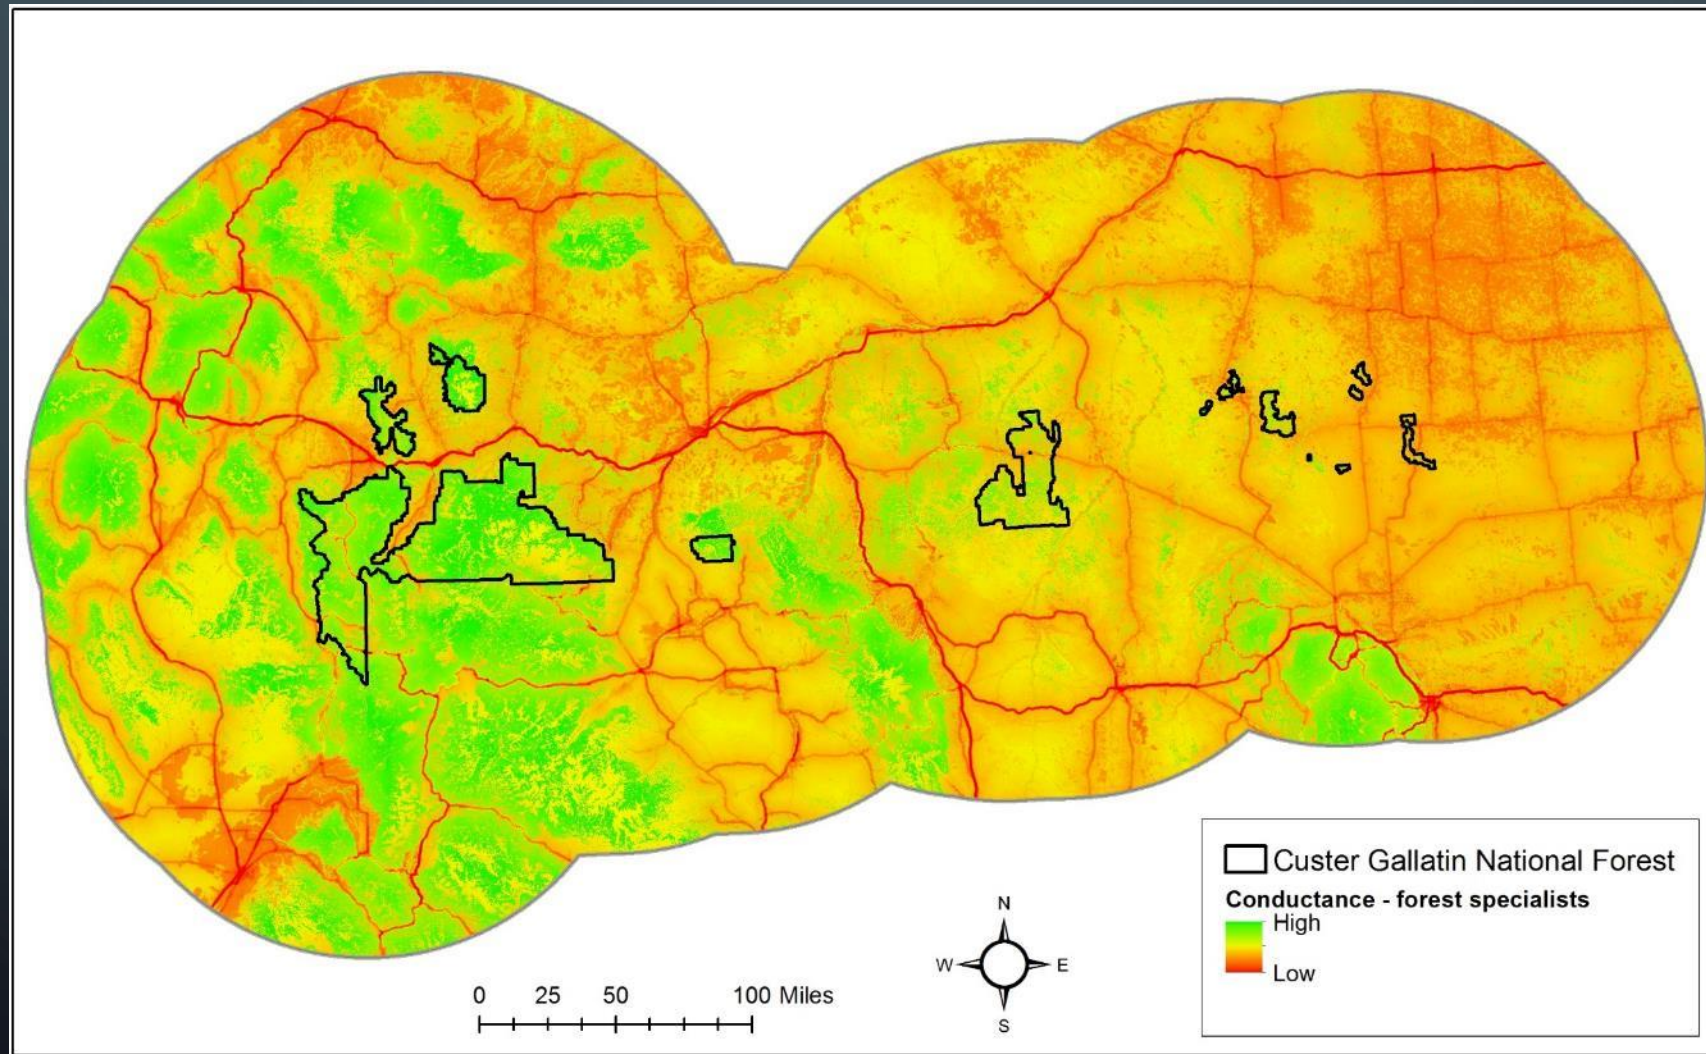 Custer Gallatin National Forest
Conductance - forest specialists
High
Low
N
W E
S
0 25 50 100 Miles